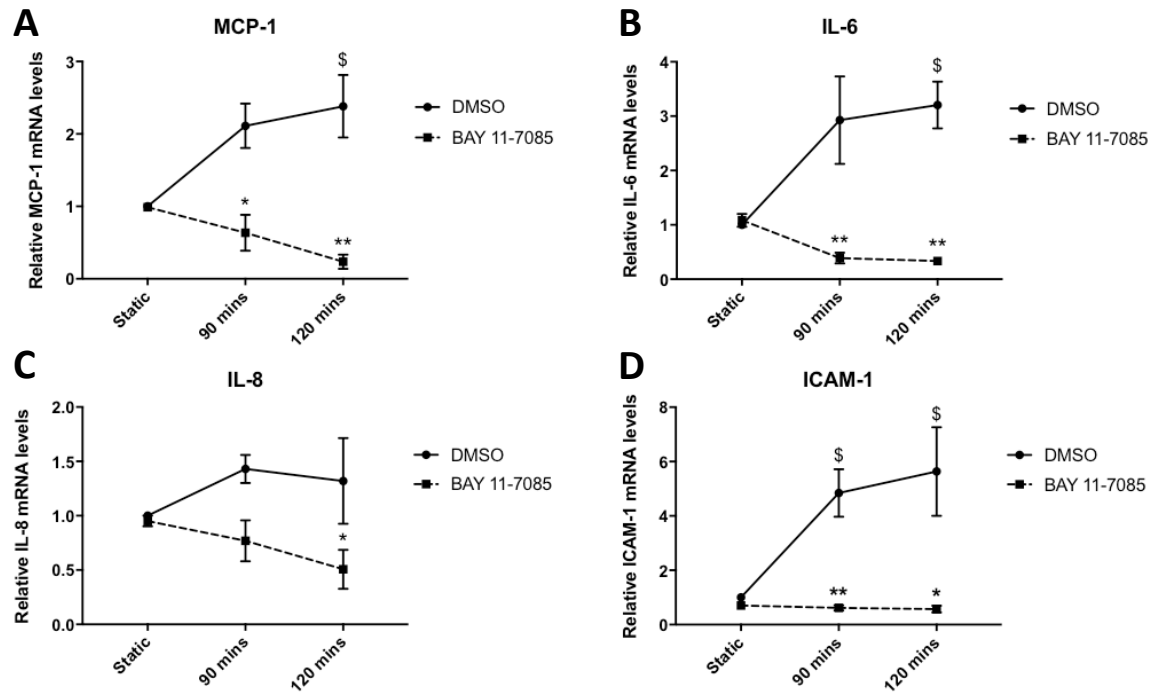 A
MCP-1
Relative MCP-1 mRNA levels
3
2
1
0
$
*
**
Static
90 mins
120 mins
DMSO
BAY 11-7085
B
IL-6
Relative IL-6 mRNA levels
4
3
2
1
0
$
**
**
Static
90 mins
120 mins
DMSO
BAY 11-7085
C
IL-8
Relative IL-8 mRNA levels
2.0
1.5
1.0
0.5
0.0
*
Static
90 mins
120 mins
DMSO
BAY 11-7085
D
ICAM-1
Relative ICAM-1 mRNA levels
8
6
4
2
0
$
$
**
*
Static
90 mins
120 mins
DMSO
BAY 11-7085